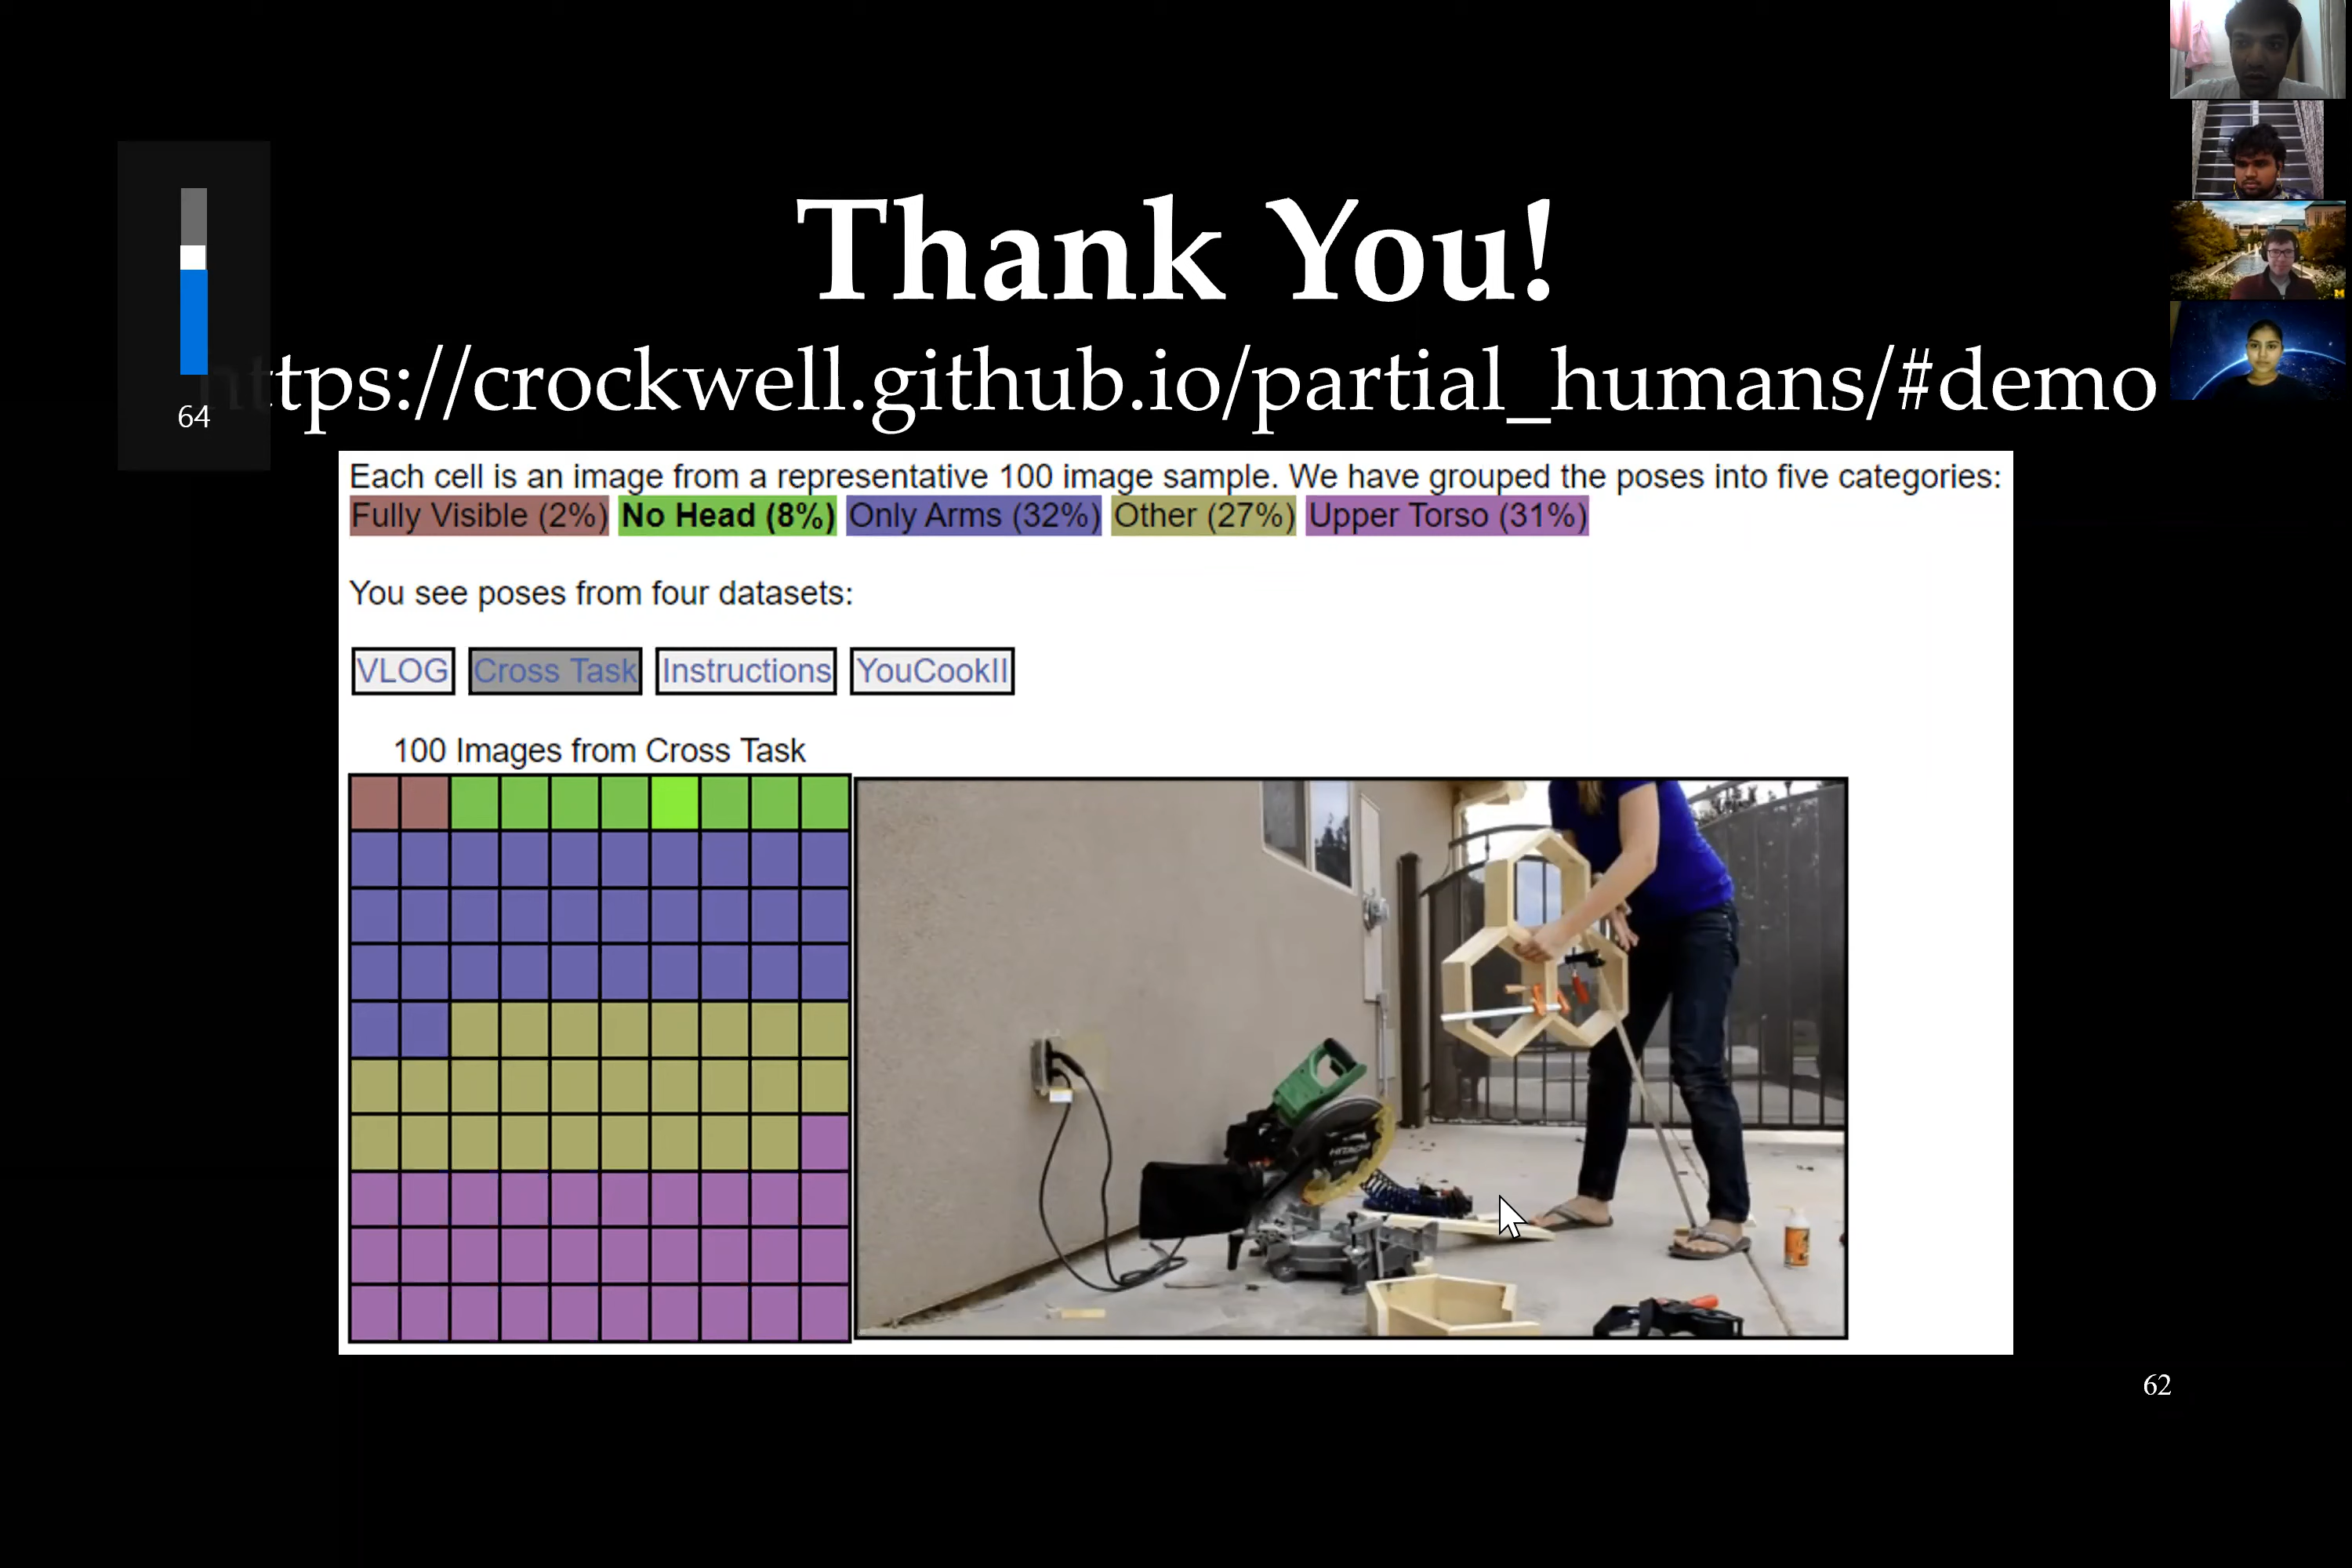 Thank You!
https://crockwell.github.io/partial_humans/#demo
64
Each cell is an image from a representative 100 image sample. We have grouped the poses into five categories:
Fully Visible (2%) No Head (8%) Only Arms (32%) Other (27%) Upper Torso (31%)
You see poses from four datasets:
VLOG Cross Task Instructions YouCookII
100 Images from Cross Task
HITACHI
62